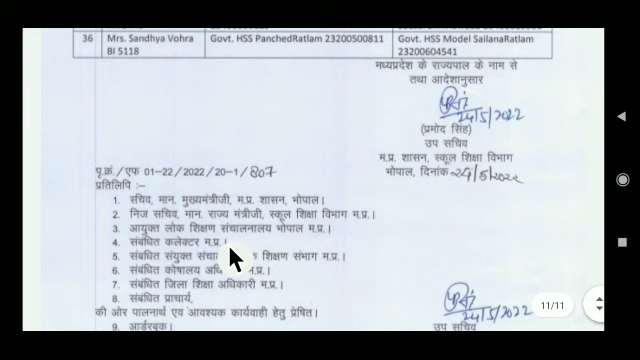 36 Mrs. Sandhya Vohra BI 5118 Govt. HSS PanchedRatlam 23200500811 Govt. HSS Model SailanaRatlam 23200604541
मध्यप्रदेश के राज्यपाल के नाम से
तथा आदेशानुसार
24/5/2022
(प्रमोद सिंह)
उप सचिव
म.प्र. शासन, स्कूल शिक्षा विभाग
पृ.क्रं./एफ 01-22/2022/20-1/807
भोपाल, दिनांक 24/5/2022
प्रतिलिपि :-
1. सचिव, मान. मुख्यमंत्रीजी, म.प्र. शासन, भोपाल।
2. निज सचिव, मान. राज्य मंत्रीजी, स्कूल शिक्षा विभाग म.प्र.।
3. आयुक्त लोक शिक्षण संचालनालय भोपाल म.प्र.।
4. संबंधित कलेक्टर म.प्र.।
5. संबंधित संयुक्त शिक्षण संभाग म.प्र.।
6. संबंधित कोषालय म.प्र.।
7. संबंधित जिला शिक्षा अधिकारी म.प्र.।
8. संबंधित प्राचार्य,
की ओर पालनार्थ एवं आवश्यक कार्यवाही हेतु प्रेषित।
9. आर्डरबुक।
24/5/2022
उप सचिव
11/11